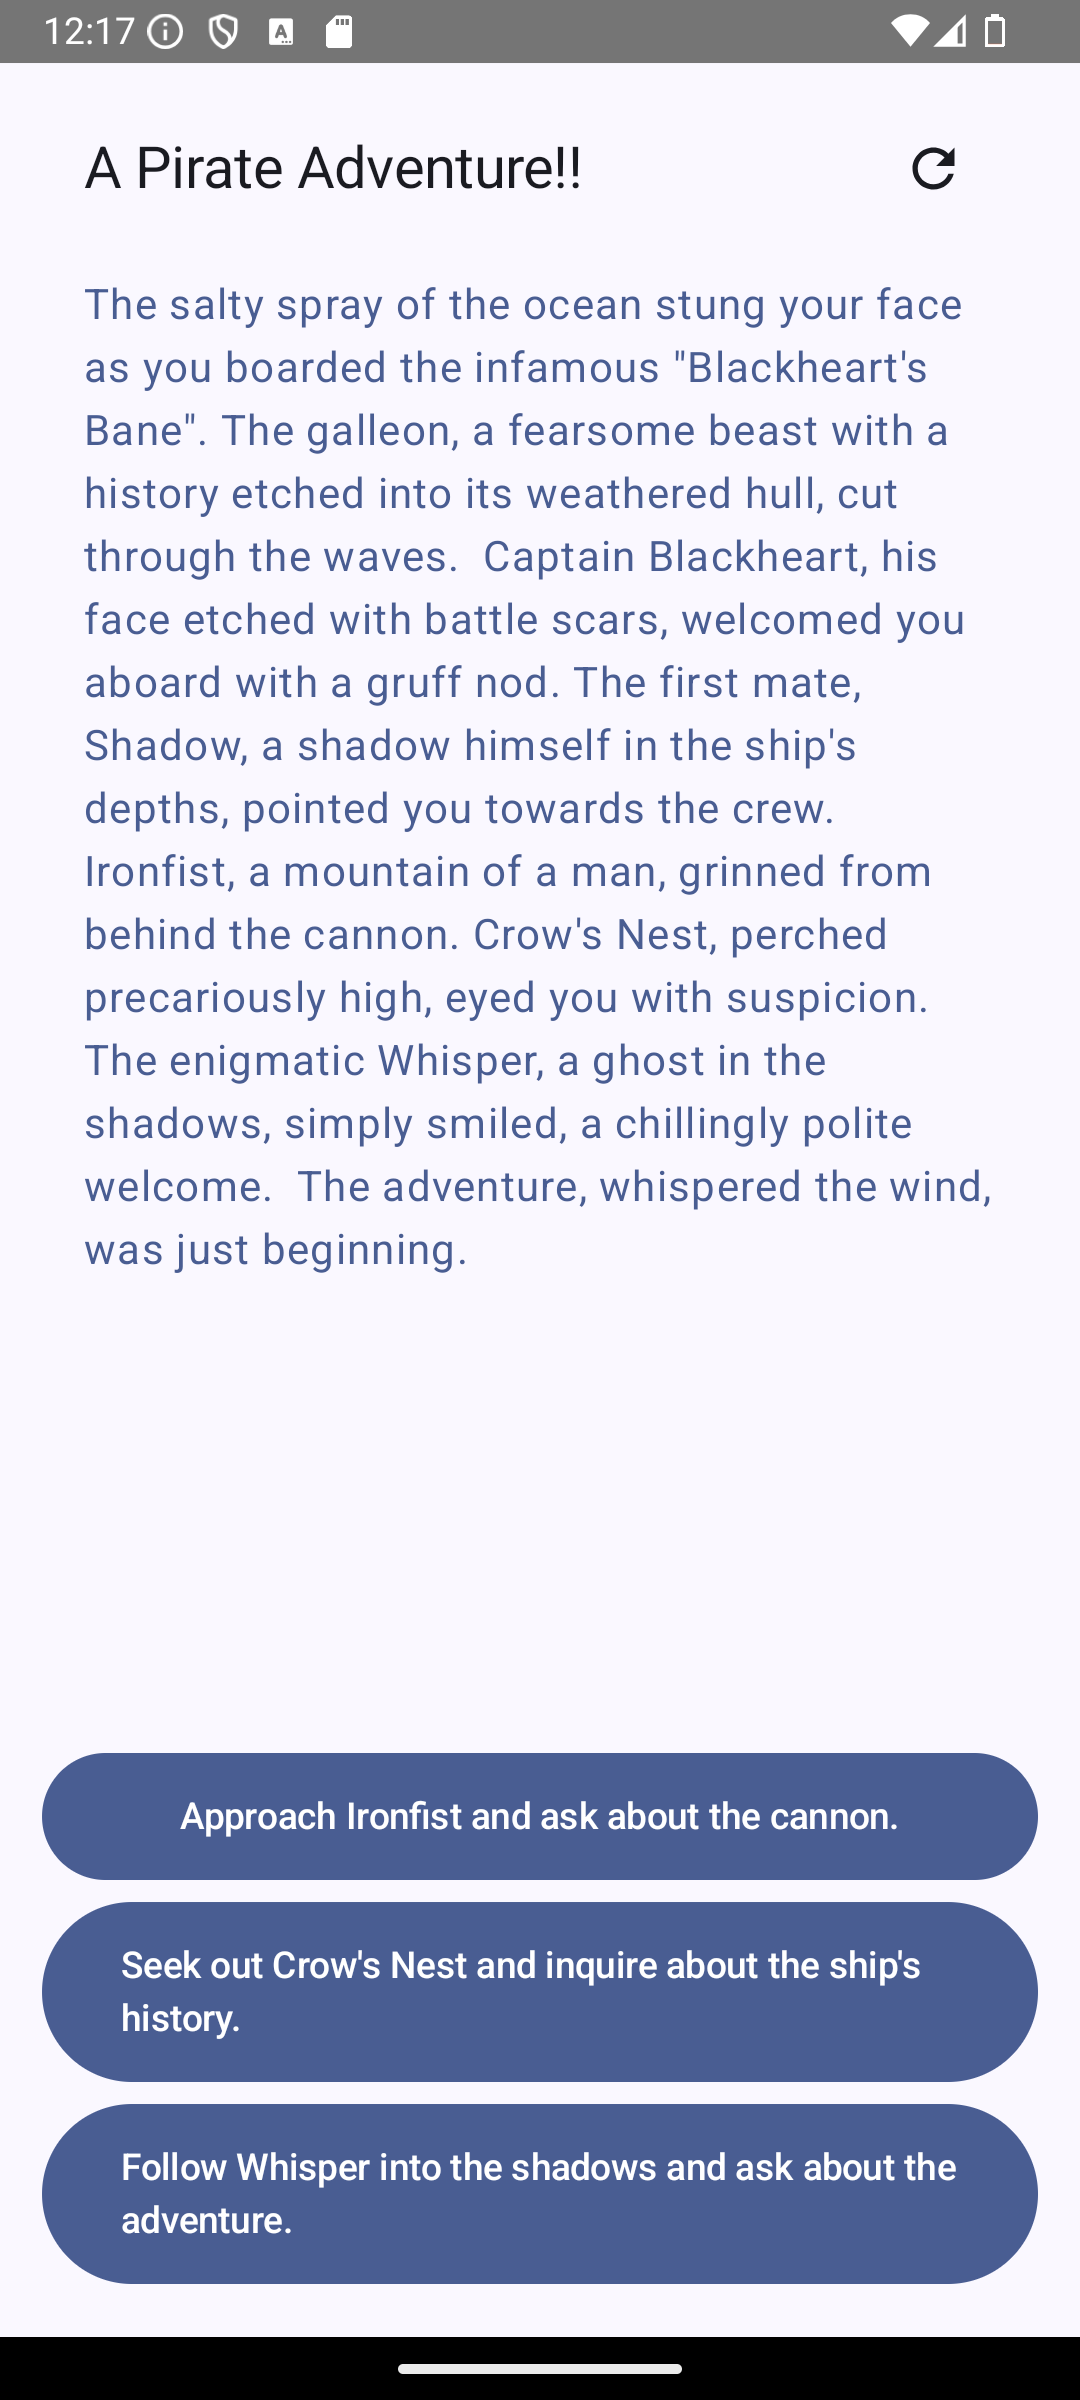 12:17
A Pirate Adventure!!
The salty spray of the ocean stung your face
as you boarded the infamous "Blackheart's
Bane". The galleon, a fearsome beast with a
history etched into its weathered hull, cut
through the waves.  Captain Blackheart, his
face etched with battle scars, welcomed you
aboard with a gruff nod. The first mate,
Shadow, a shadow himself in the ship's
depths, pointed you towards the crew.
Ironfist, a mountain of a man, grinned from
behind the cannon. Crow's Nest, perched
precariously high, eyed you with suspicion.
The enigmatic Whisper, a ghost in the
shadows, simply smiled, a chillingly polite
welcome.  The adventure, whispered the wind,
was just beginning.
Approach Ironfist and ask about the cannon.
Seek out Crow's Nest and inquire about the ship's
history.
Follow Whisper into the shadows and ask about the
adventure.